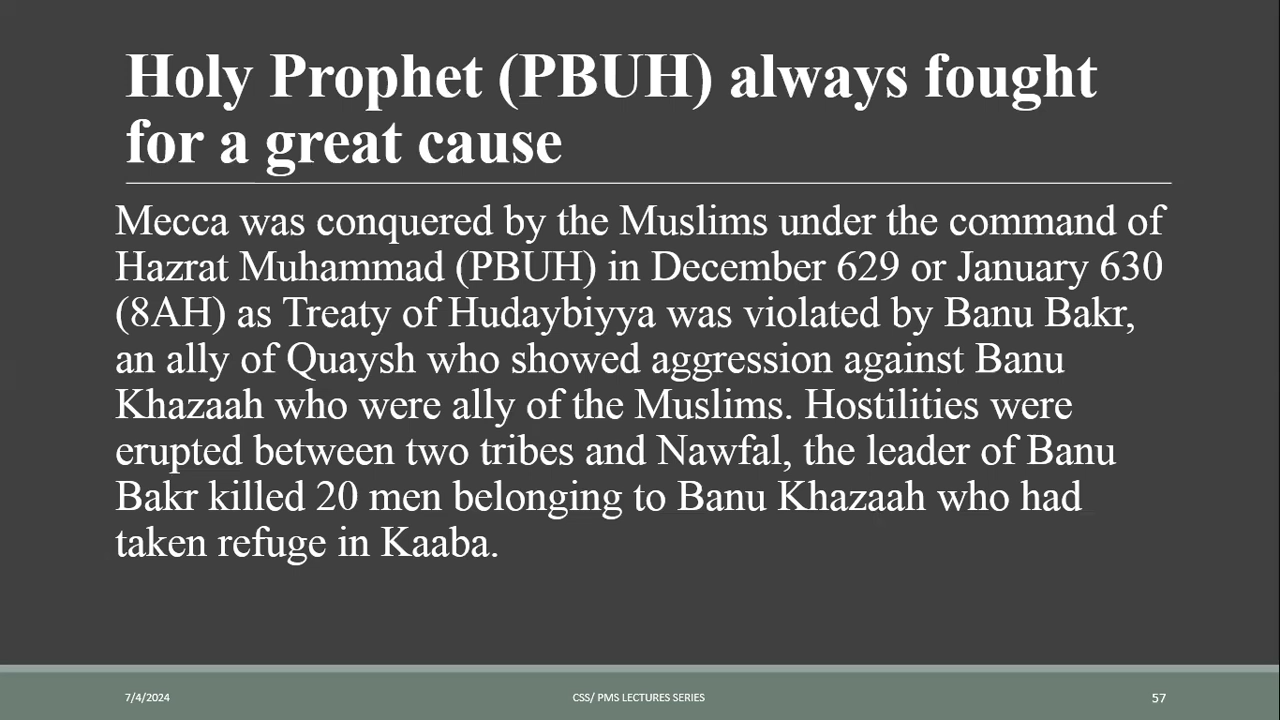 Holy Prophet (PBUH) always fought
for a great cause
Mecca was conquered by the Muslims under the command of
Hazrat Muhammad (PBUH) in December 629 or January 630
(8AH) as Treaty of Hudaybiyya was violated by Banu Bakr,
an ally of Quaysh who showed aggression against Banu
Khazaah who were ally of the Muslims. Hostilities were
erupted between two tribes and Nawfal, the leader of Banu
Bakr killed 20 men belonging to Banu Khazaah who had
taken refuge in Kaaba.
7/4/2024
CSS/ PMS LECTURES SERIES
57